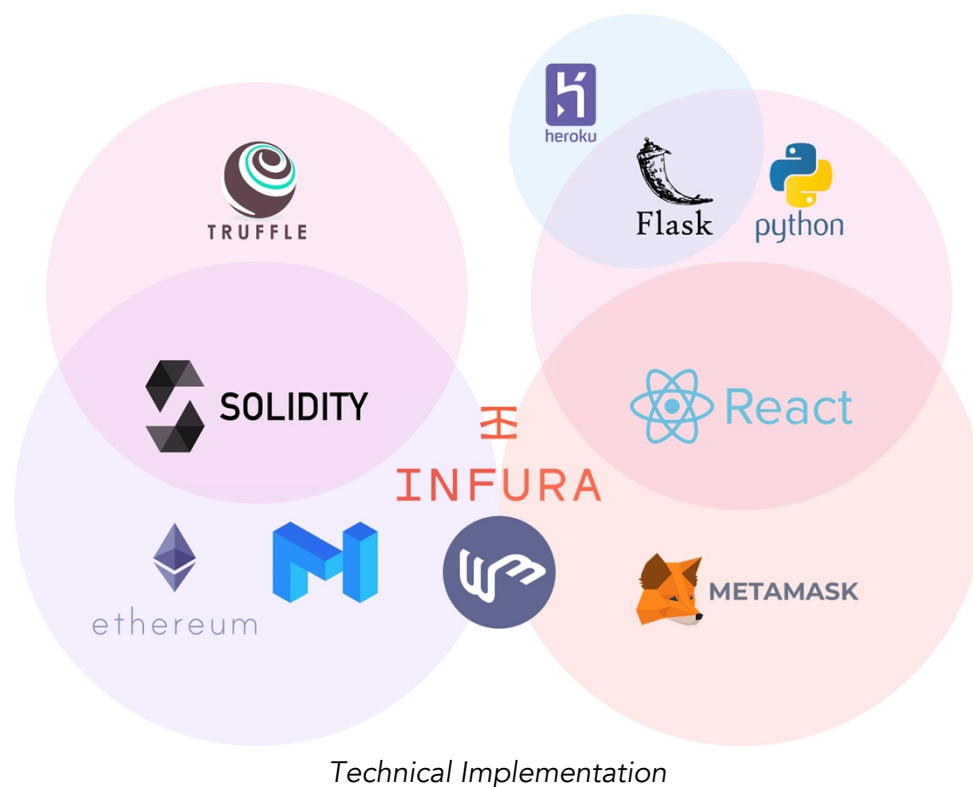 heroku
TRUFFLE
Flask
python
SOLIDITY
React
INFURA
ethereum
METAMASK
Technical Implementation